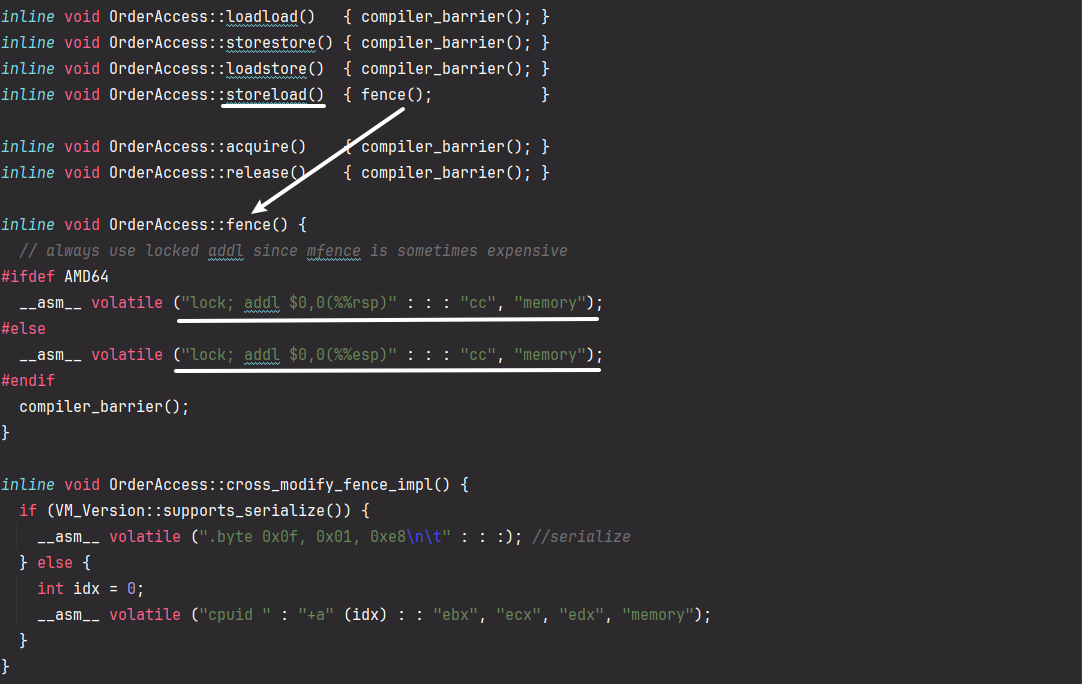 inline void OrderAccess::loadload()   { compiler_barrier(); }
inline void OrderAccess::storestore() { compiler_barrier(); }
inline void OrderAccess::loadstore()  { compiler_barrier(); }
inline void OrderAccess::storeload()  { fence();            }
inline void OrderAccess::acquire()    { compiler_barrier(); }
inline void OrderAccess::release()    { compiler_barrier(); }
inline void OrderAccess::fence() {
  // always use locked addl since mfence is sometimes expensive
#ifdef AMD64
  __asm__ volatile ("lock; addl $0,0(%%rsp)" : : : "cc", "memory");
#else
  __asm__ volatile ("lock; addl $0,0(%%esp)" : : : "cc", "memory");
#endif
  compiler_barrier();
}
inline void OrderAccess::cross_modify_fence_impl() {
  if (VM_Version::supports_serialize()) {
    __asm__ volatile (".byte 0x0f, 0x01, 0xe8\n\t" : : :); //serialize
  } else {
    int idx = 0;
    __asm__ volatile ("cpuid " : "+a" (idx) : : "ebx", "ecx", "edx", "memory");
  }
}